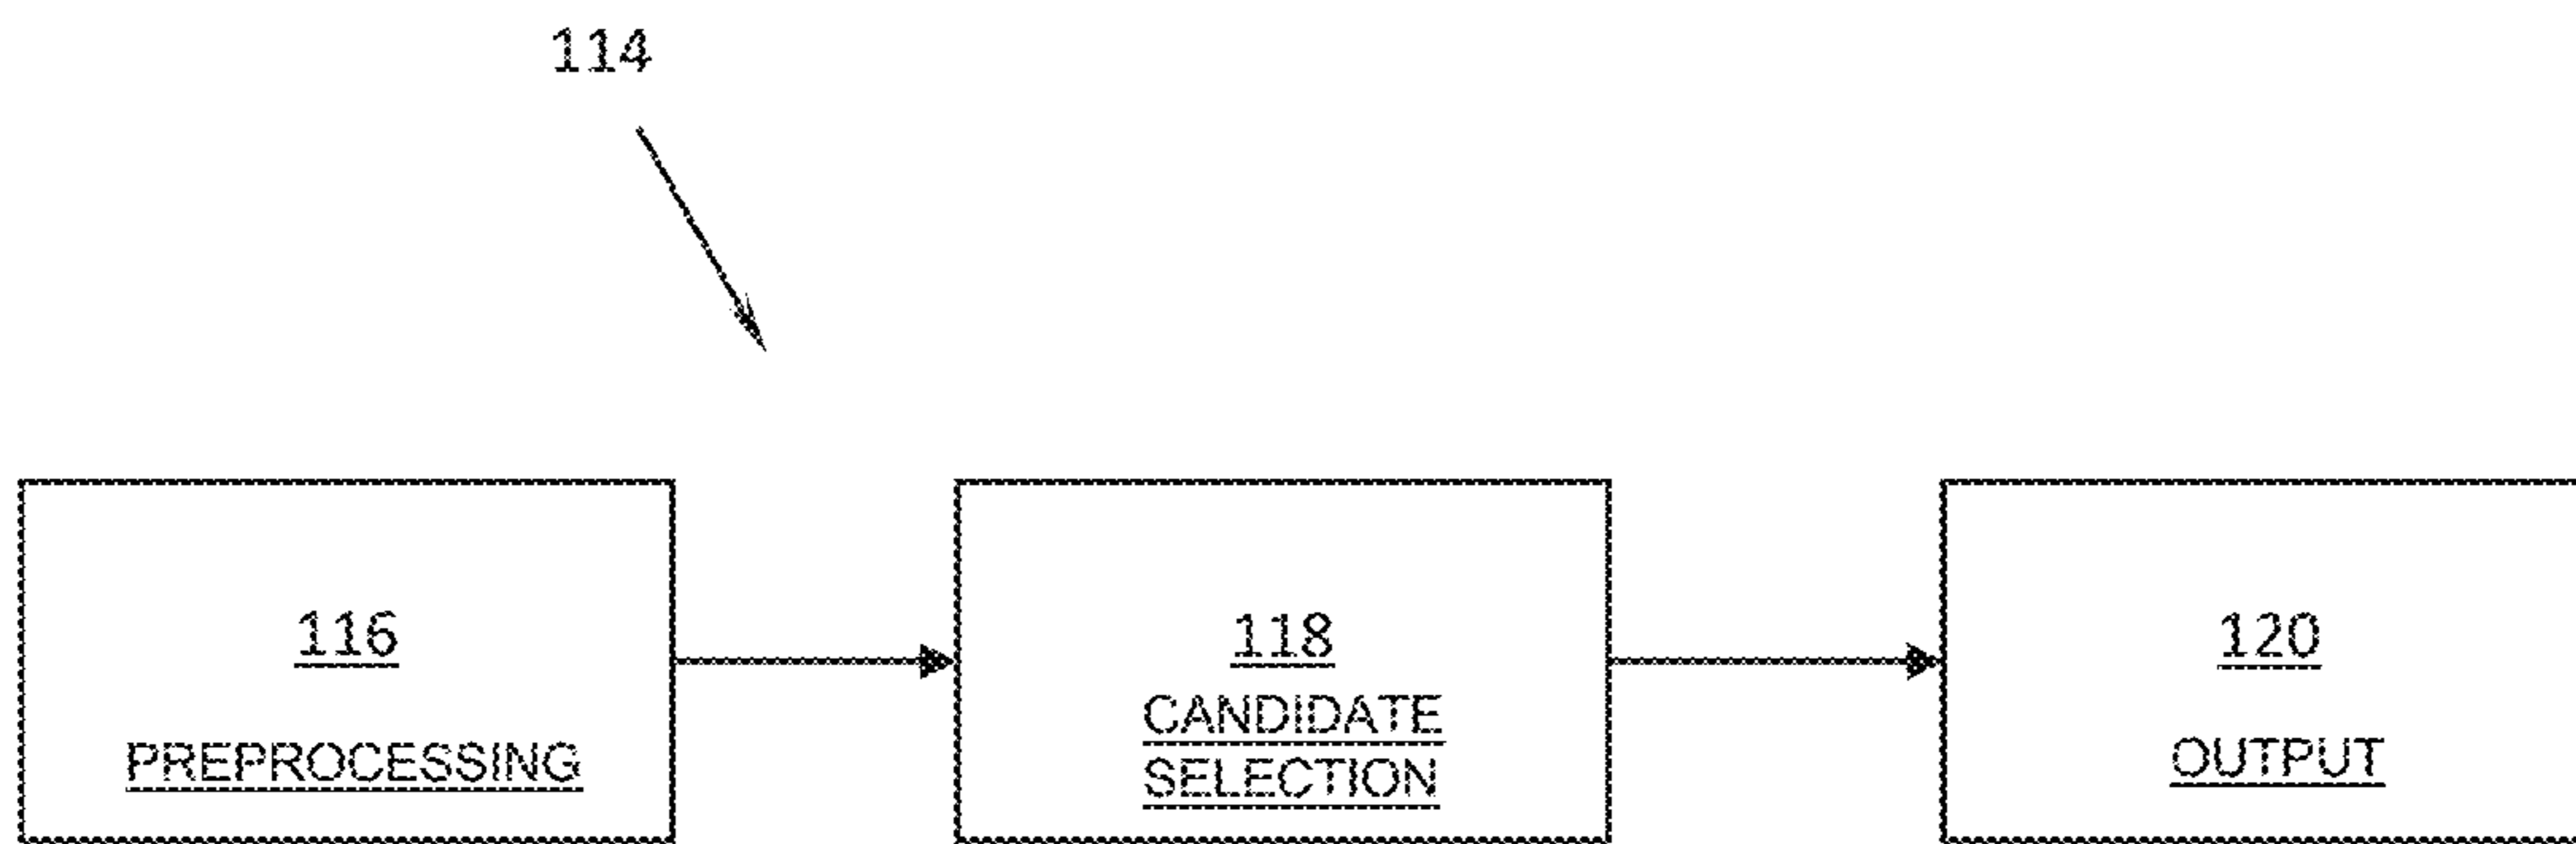 114
116
PREPROCESSING
118
CANDIDATE
SELECTION
120
OUTPUT